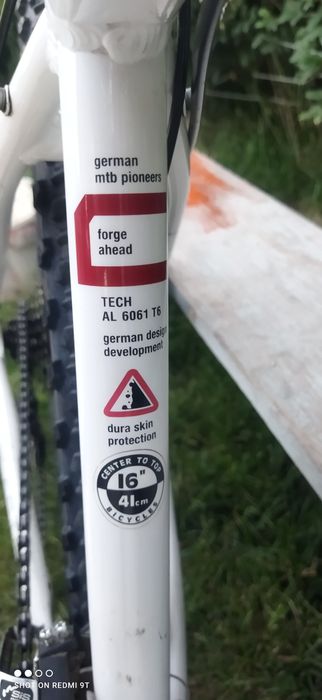 german
mtb pioneers
forge
ahead
TECH
AL 6061 T6
german design
development
dura skin
protection
CENTER TO TOP
16"
41cm
BICYCLES
SIS
SHOT ON REDMI 9T